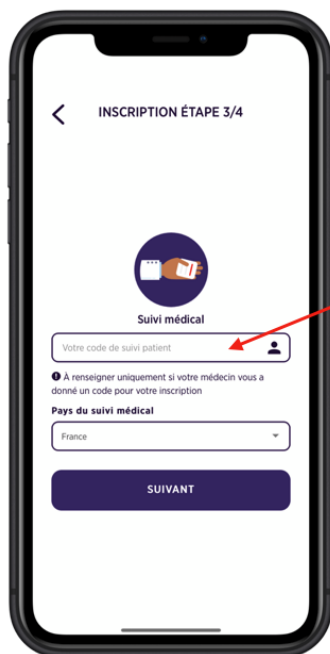 INSCRIPTION ÉTAPE 3/4
Suivi médical
Votre code de suivi patient
À renseigner uniquement si votre médecin vous a
donné un code pour votre inscription
Pays du suivi médical
France
SUIVANT